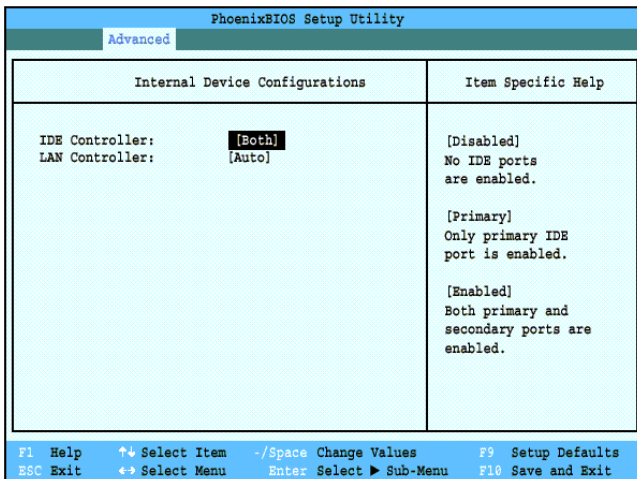 PhoenixBIOS Setup Utility
Advanced
Internal Device Configurations
Item Specific Help
IDE Controller: [Both]
LAN Controller: [Auto]
[Disabled]
No IDE ports
are enabled.
[Primary]
Only primary IDE
port is enabled.
[Enabled]
Both primary and
secondary ports are
enabled.
F1 Help ↑↓ Select Item -/Space Change Values F9 Setup Defaults
ESC Exit ←→ Select Menu Enter Select ▶ Sub-Menu F10 Save and Exit